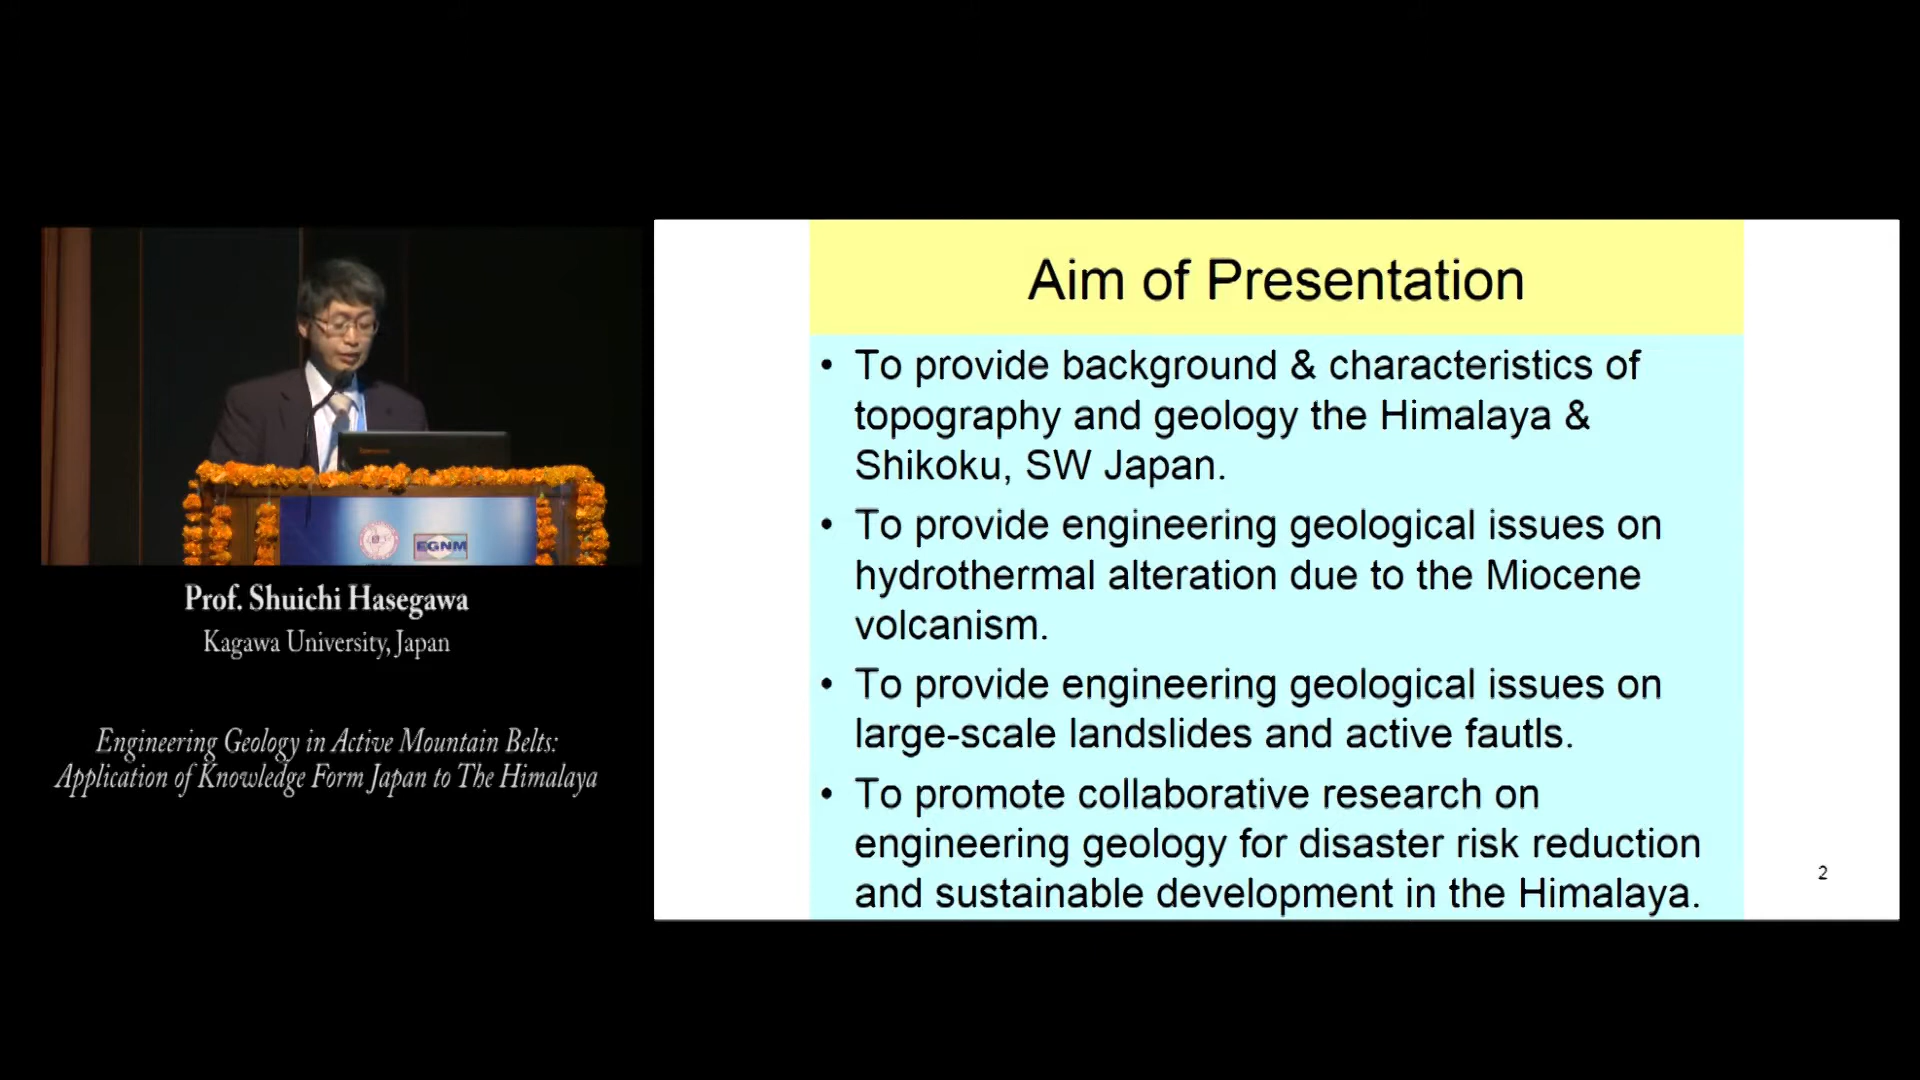 EGNM
Prof. Shuichi Hasegawa
Kagawa University, Japan
Engineering Geology in Active Mountain Belts:
Application of Knowledge Form Japan to The Himalaya
Aim of Presentation
• To provide background & characteristics of
topography and geology the Himalaya &
Shikoku, SW Japan.
• To provide engineering geological issues on
hydrothermal alteration due to the Miocene
volcanism.
• To provide engineering geological issues on
large-scale landslides and active fautls.
• To promote collaborative research on
engineering geology for disaster risk reduction
and sustainable development in the Himalaya.
2